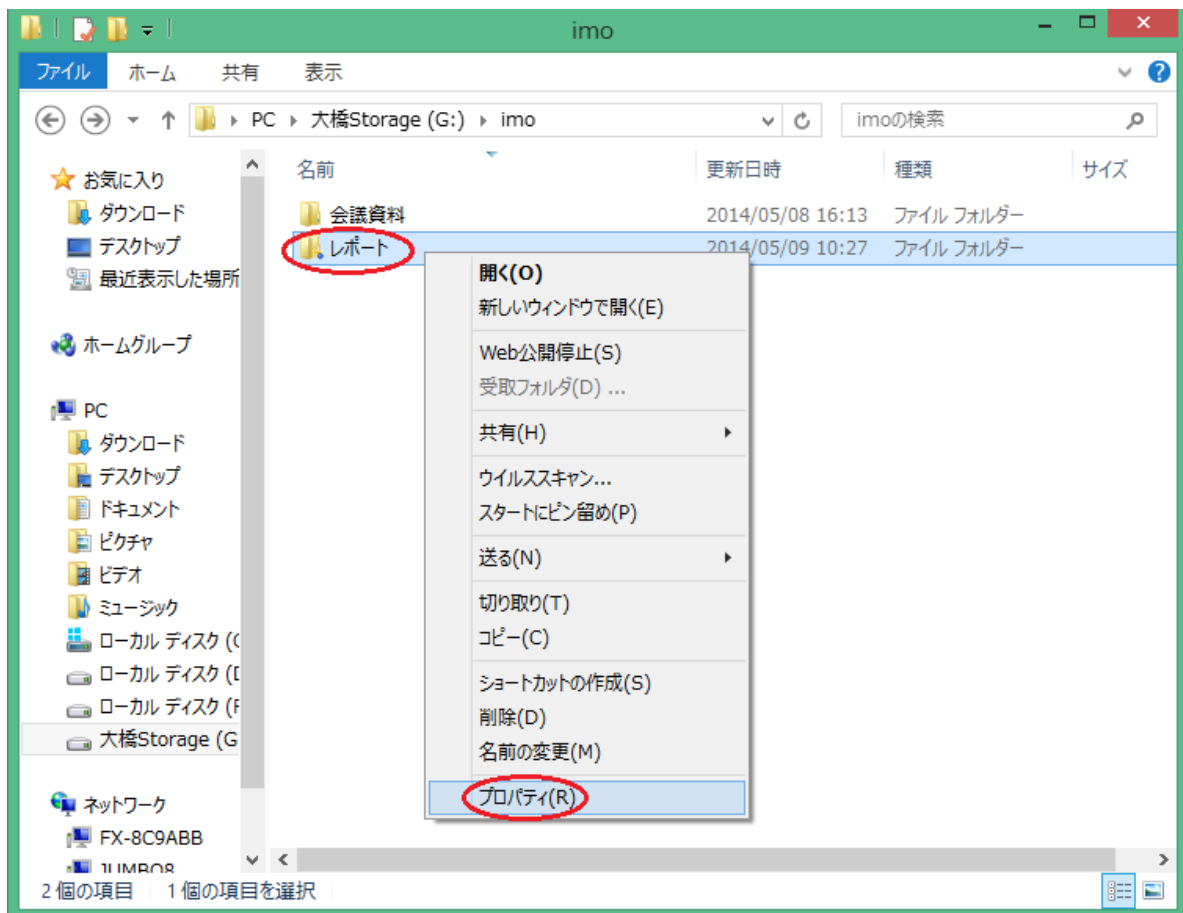 imo
ファイル ホーム 共有 表示
PC 大橋Storage (G:) imo imoの検索
名前 更新日時 種類 サイズ
会議資料 2014/05/08 16:13 ファイル フォルダー
レポート 2014/05/09 10:27 ファイル フォルダー
お気に入り
ダウンロード
デスクトップ
最近表示した場所
ホームグループ
PC
ダウンロード
デスクトップ
ドキュメント
ピクチャ
ビデオ
ミュージック
ローカル ディスク (C
ローカル ディスク (D
ローカル ディスク (F
大橋Storage (G
ネットワーク
FX-8C9ABB
JUMBO8
開く(O)
新しいウィンドウで開く(E)
Web公開停止(S)
受取フォルダ(D) ...
共有(H)
ウイルススキャン...
スタートにピン留め(P)
送る(N)
切り取り(T)
コピー(C)
ショートカットの作成(S)
削除(D)
名前の変更(M)
プロパティ(R)
2 個の項目 1 個の項目を選択